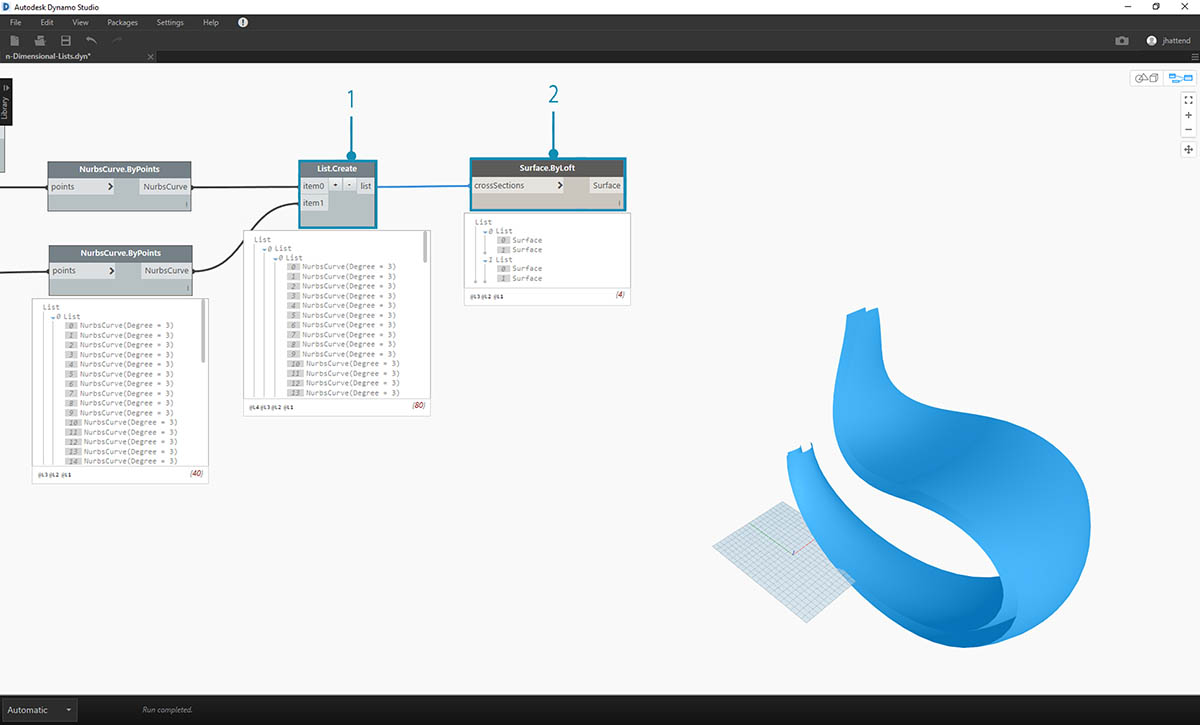 Autodesk Dynamo Studio
File Edit View Packages Settings Help
jhattend
n-Dimensional-Lists.dyn*
Library
1
2
NurbsCurve.ByPoints
points > NurbsCurve
List.Create
item0 + - list
item1
Surface.ByLoft
crossSections > Surface
NurbsCurve.ByPoints
points > NurbsCurve
List
0 List
0 NurbsCurve(Degree = 3)
1 NurbsCurve(Degree = 3)
2 NurbsCurve(Degree = 3)
3 NurbsCurve(Degree = 3)
4 NurbsCurve(Degree = 3)
5 NurbsCurve(Degree = 3)
6 NurbsCurve(Degree = 3)
7 NurbsCurve(Degree = 3)
8 NurbsCurve(Degree = 3)
9 NurbsCurve(Degree = 3)
10 NurbsCurve(Degree = 3)
11 NurbsCurve(Degree = 3)
12 NurbsCurve(Degree = 3)
13 NurbsCurve(Degree = 3)
14 NurbsCurve(Degree = 3)
@L3 @L2 @L1 {40}
List
0 List
0 List
0 NurbsCurve(Degree = 3)
1 NurbsCurve(Degree = 3)
2 NurbsCurve(Degree = 3)
3 NurbsCurve(Degree = 3)
4 NurbsCurve(Degree = 3)
5 NurbsCurve(Degree = 3)
6 NurbsCurve(Degree = 3)
7 NurbsCurve(Degree = 3)
8 NurbsCurve(Degree = 3)
9 NurbsCurve(Degree = 3)
10 NurbsCurve(Degree = 3)
11 NurbsCurve(Degree = 3)
12 NurbsCurve(Degree = 3)
13 NurbsCurve(Degree = 3)
@L4 @L3 @L2 @L1 {80}
List
0 List
0 Surface
1 Surface
1 List
0 Surface
1 Surface
@L3 @L2 @L1 {4}
Automatic
Run completed.